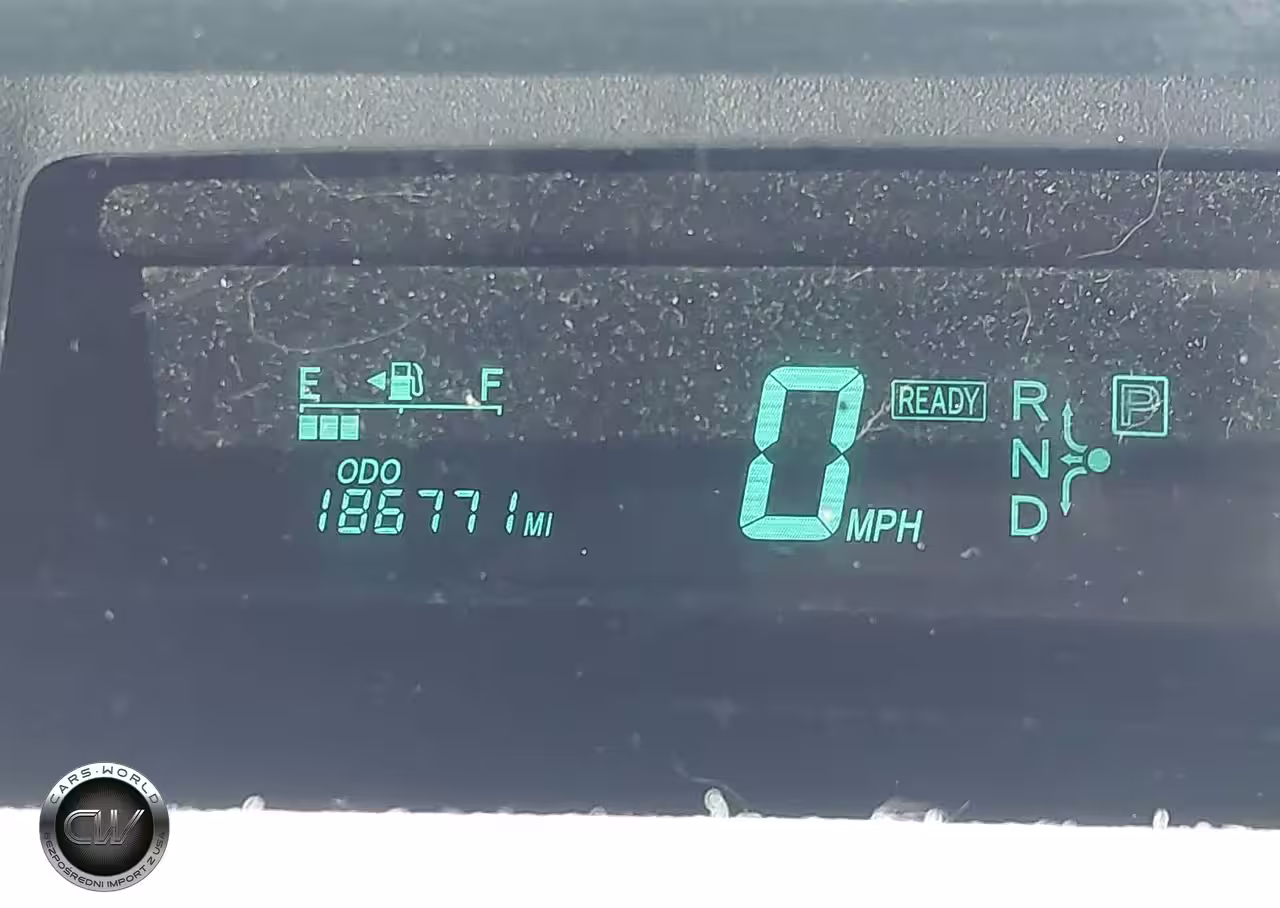 E F
ODO
186771 MI
0 MPH
READY
R
N
D
P
CARS·WORLD
CW
BEZPOŚREDNI IMPORT Z USA